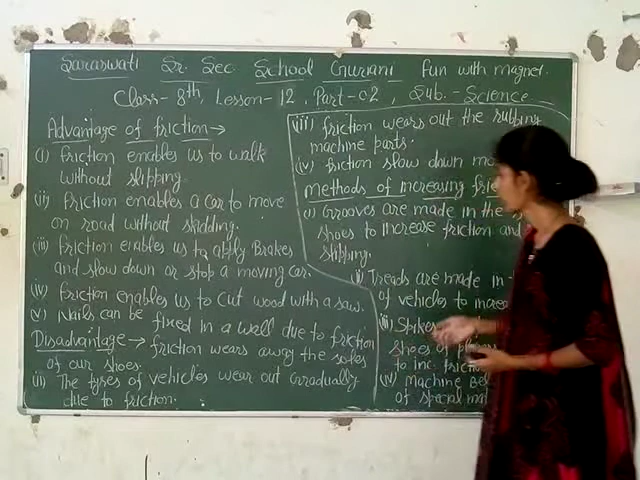 Saraswati Sr. Sec. School Gurjani Fun with magnet.
Class- 8th, Lesson- 12, Part-02, Sub.- Science
Advantage of friction→
(i) friction enables us to walk
without slipping.
(ii) friction enables a car to move
on road without skidding.
(iii) friction enables us to apply Brakes
and slow down or stop a moving car.
(iv) friction enables us to cut wood with a saw.
(v) Nails can be fixed in a wall due to friction
Disadvantage → friction wears away the soles
of our shoes.
(ii) The tyres of vehicles wear out Gradually
due to friction.
(iii) friction wears out the rubbing
machine parts.
(iv) friction slow down
Methods of increasing
(i) Grooves are made in the
shoes to increase friction and
slipping.
(ii) Treads are made in
of vehicles to
(iii) Spikes
shoes of
to inc.
(iv) machine
of special